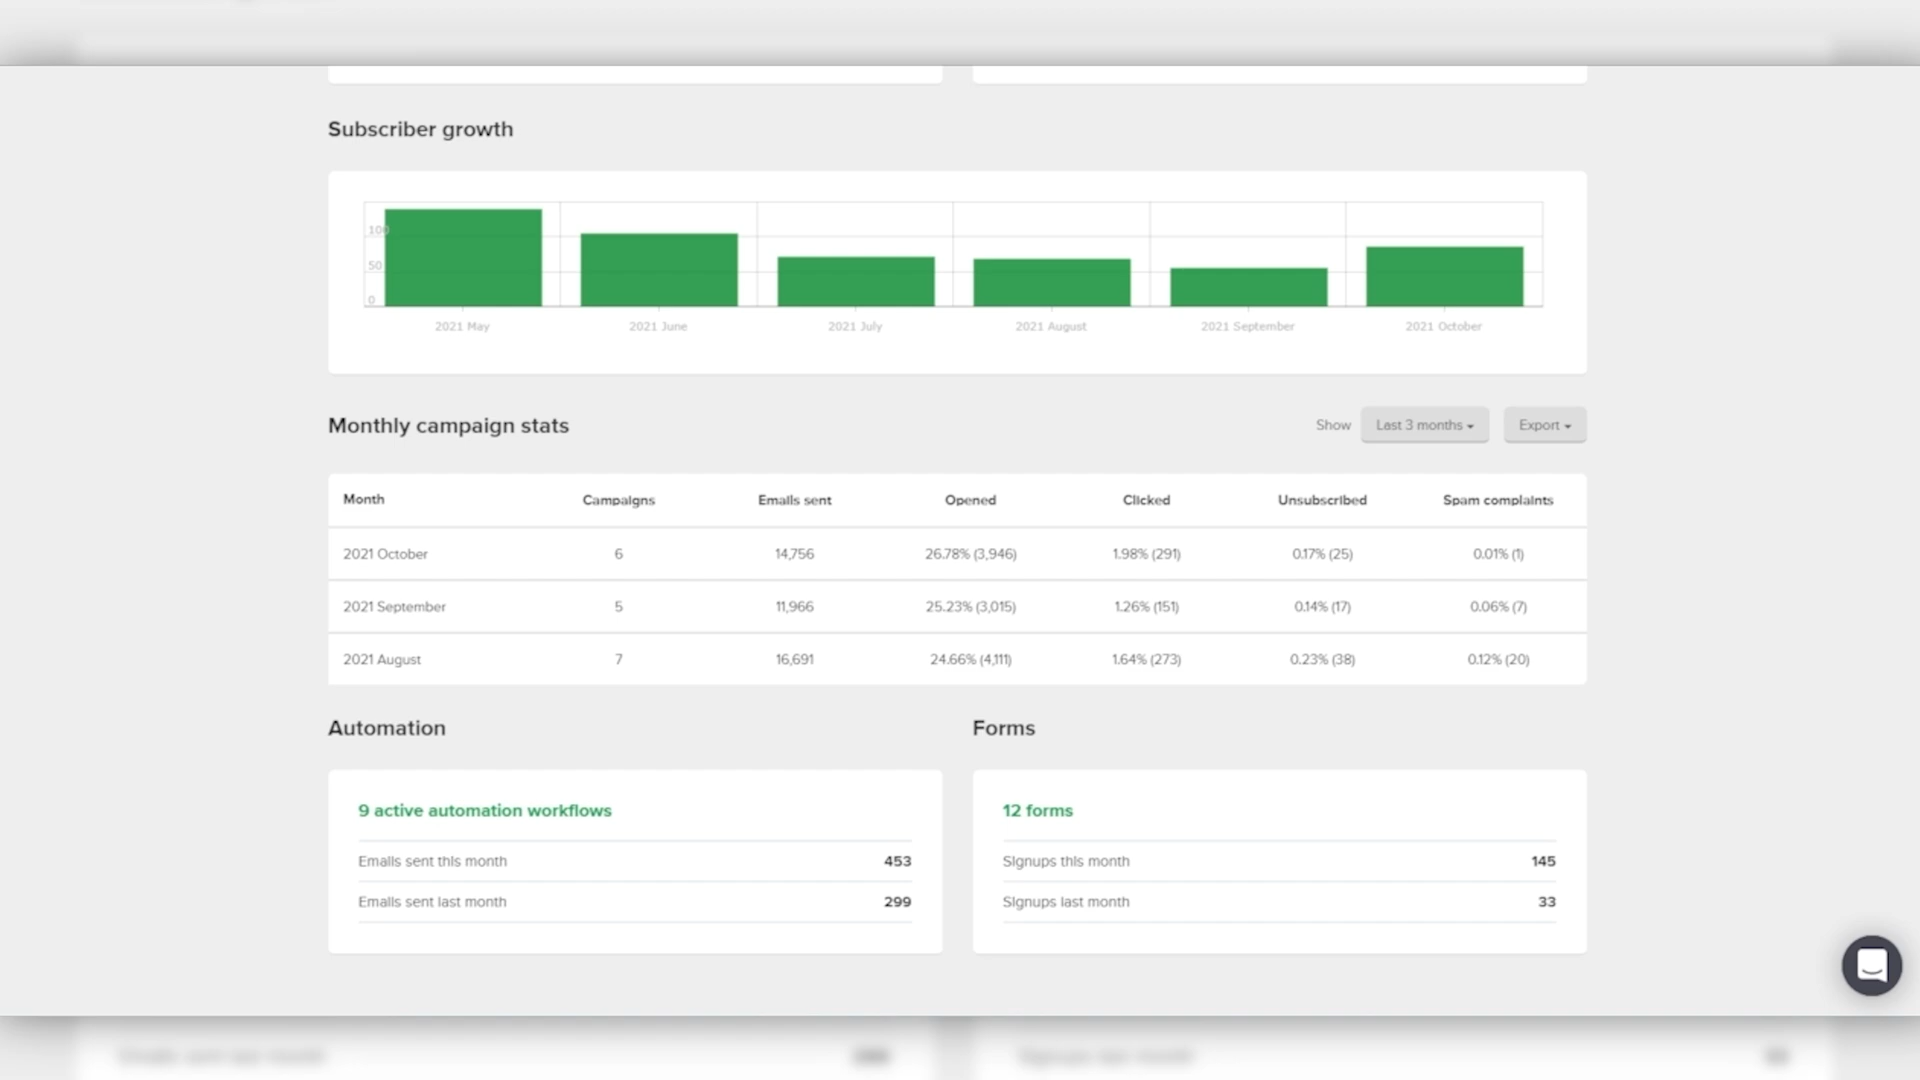 Subscriber growth
100
50
0
2021 May 2021 June 2021 July 2021 August 2021 September 2021 October
Monthly campaign stats Show Last 3 months Export
Month Campaigns Emails sent Opened Clicked Unsubscribed Spam complaints
2021 October 6 14,756 26.78% (3,946) 1.98% (291) 0.17% (25) 0.01% (1)
2021 September 5 11,966 25.23% (3,015) 1.26% (151) 0.14% (17) 0.06% (7)
2021 August 7 16,691 24.66% (4,111) 1.64% (273) 0.23% (38) 0.12% (20)
Automation Forms
9 active automation workflows 12 forms
Emails sent this month 453 Signups this month 145
Emails sent last month 299 Signups last month 33